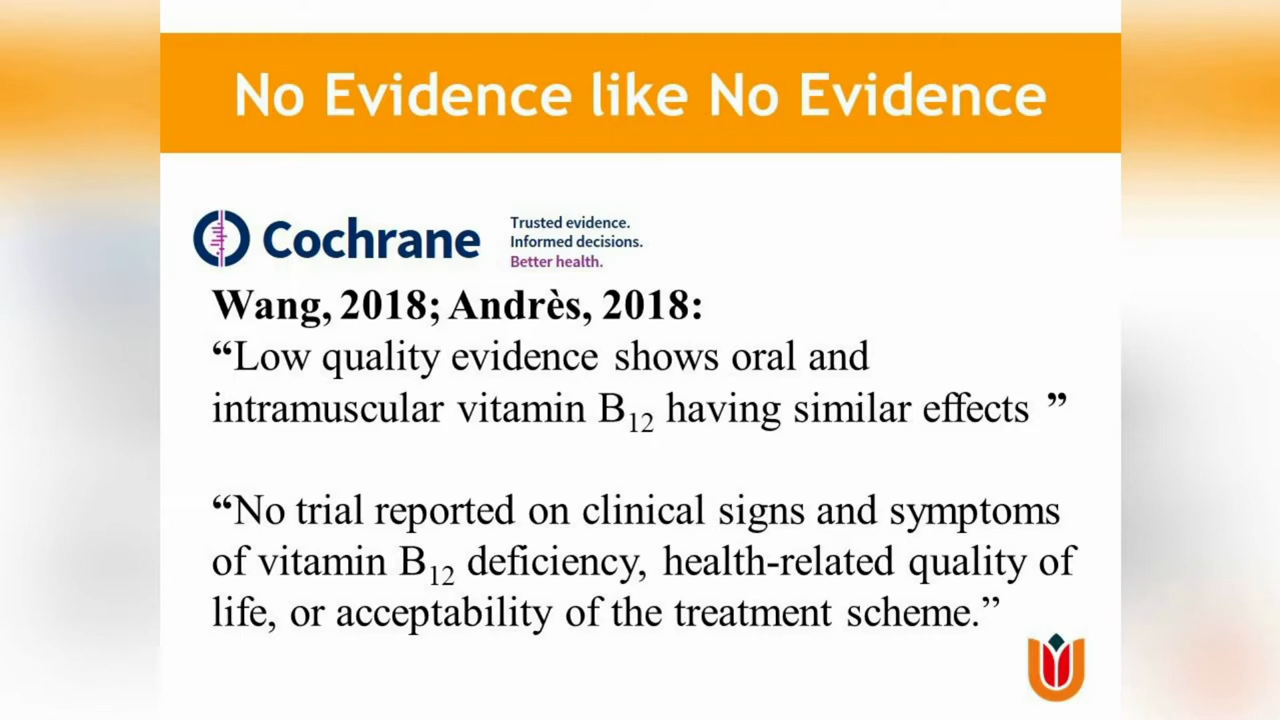 No Evidence like No Evidence
Cochrane
Trusted evidence.
Informed decisions.
Better health.
Wang, 2018; Andrès, 2018:
“Low quality evidence shows oral and
intramuscular vitamin B₁₂ having similar effects ”
“No trial reported on clinical signs and symptoms
of vitamin B₁₂ deficiency, health-related quality of
life, or acceptability of the treatment scheme.”